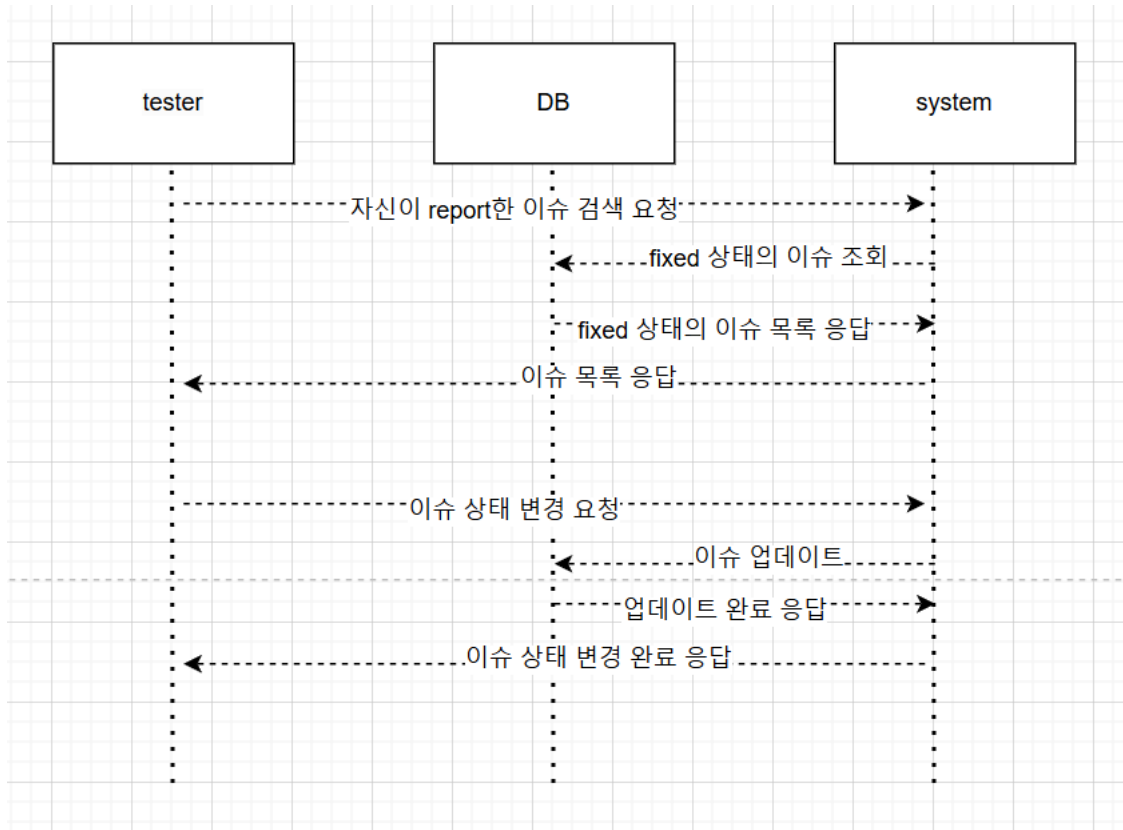 tester
DB
system
자신이 report한 이슈 검색 요청
fixed 상태의 이슈 조회
fixed 상태의 이슈 목록 응답
이슈 목록 응답
이슈 상태 변경 요청
이슈 업데이트
업데이트 완료 응답
이슈 상태 변경 완료 응답